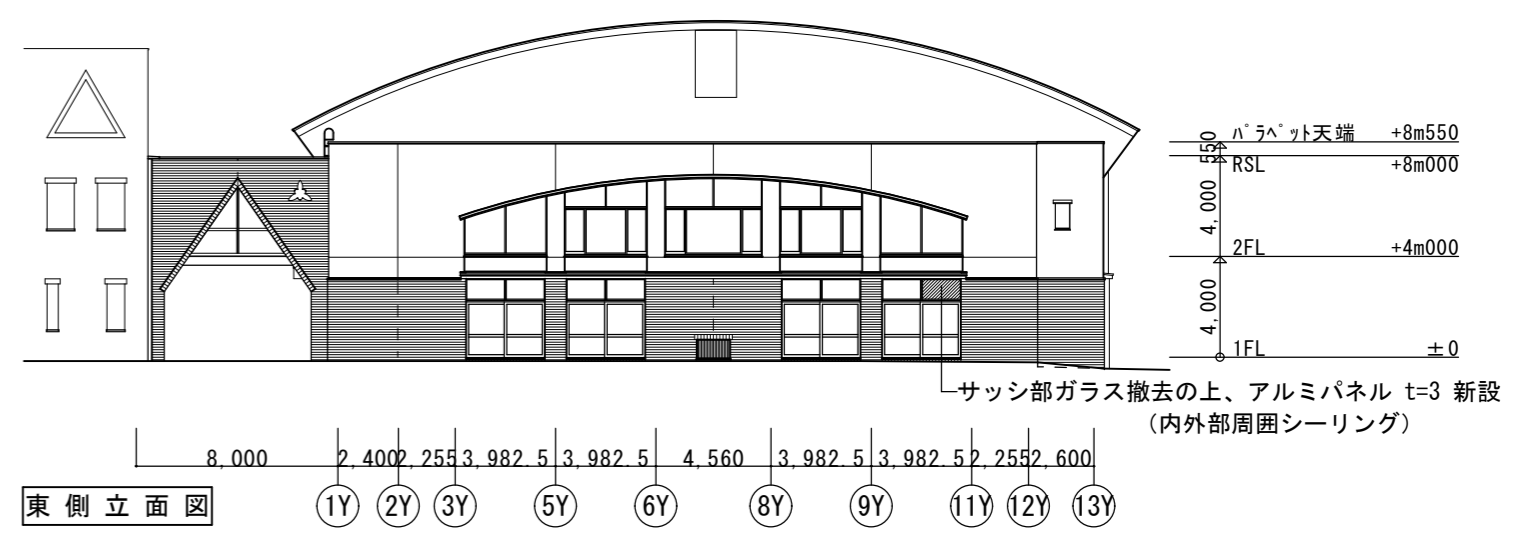 パラペット天端 +8m550
550
RSL +8m000
4,000
2FL +4m000
4,000
1FL ±0
サッシ部ガラス撤去の上、アルミパネル t=3 新設
（内外部周囲シーリング）
8,000 2,400 2,255 3,982.5 3,982.5 4,560 3,982.5 3,982.5 2,255 2,600
東側立面図
1Y 2Y 3Y 5Y 6Y 8Y 9Y 11Y 12Y 13Y